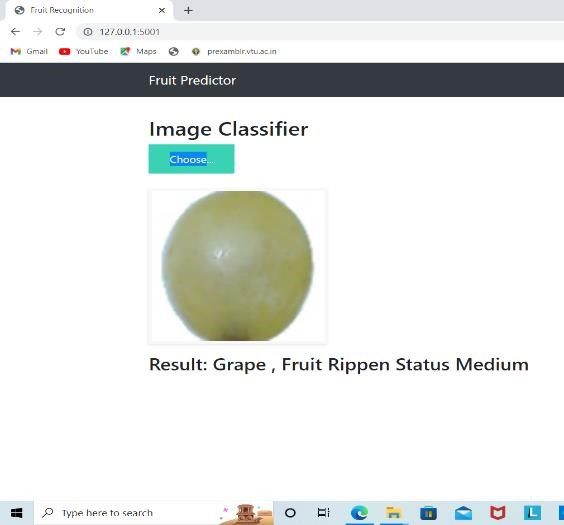 Fruit Recognition
127.0.0.1:5001
Gmail YouTube Maps prexambir.vtu.ac.in
Fruit Predictor
Image Classifier
Choose...
Result: Grape , Fruit Rippen Status Medium
Type here to search